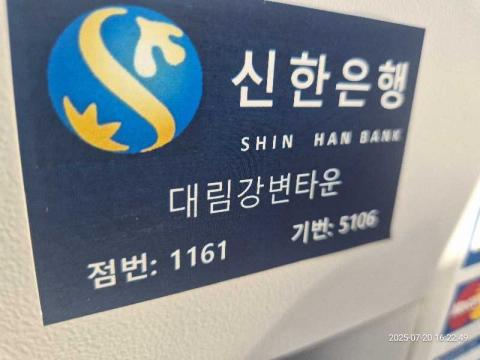 신한은행
SHIN HAN BANK
대림강변타운
점번: 1161 기번: 5106
2025-07-20 16:22:49